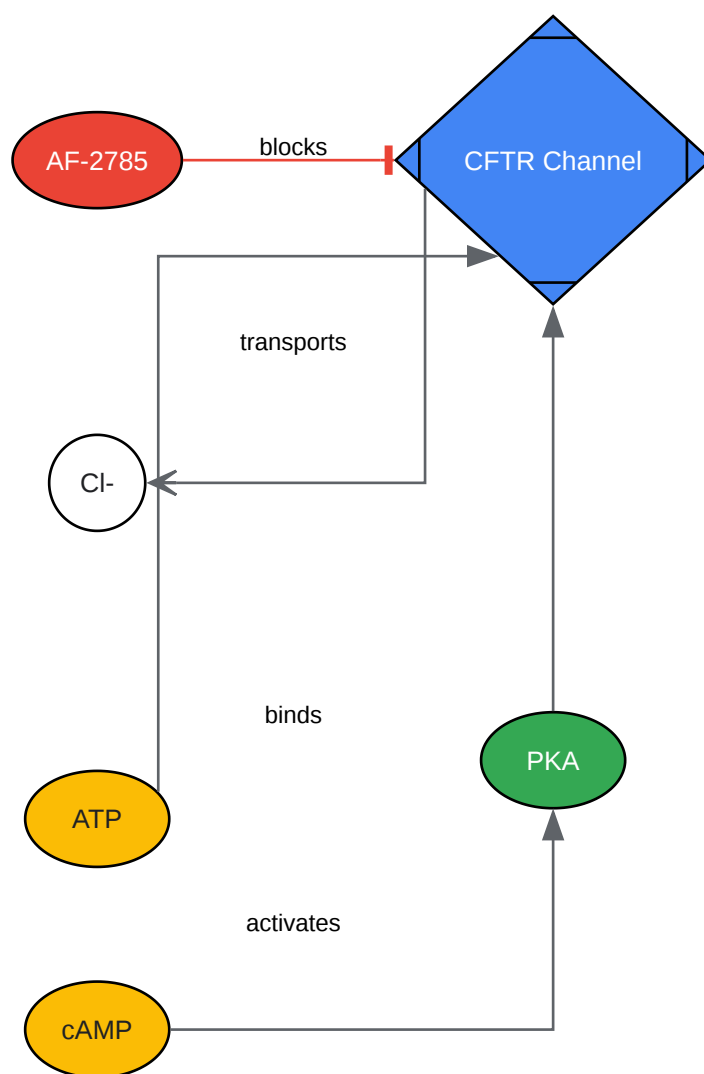 blocks
AF-2785
CFTR Channel
transports
Cl-
binds
PKA
ATP
activates
cAMP